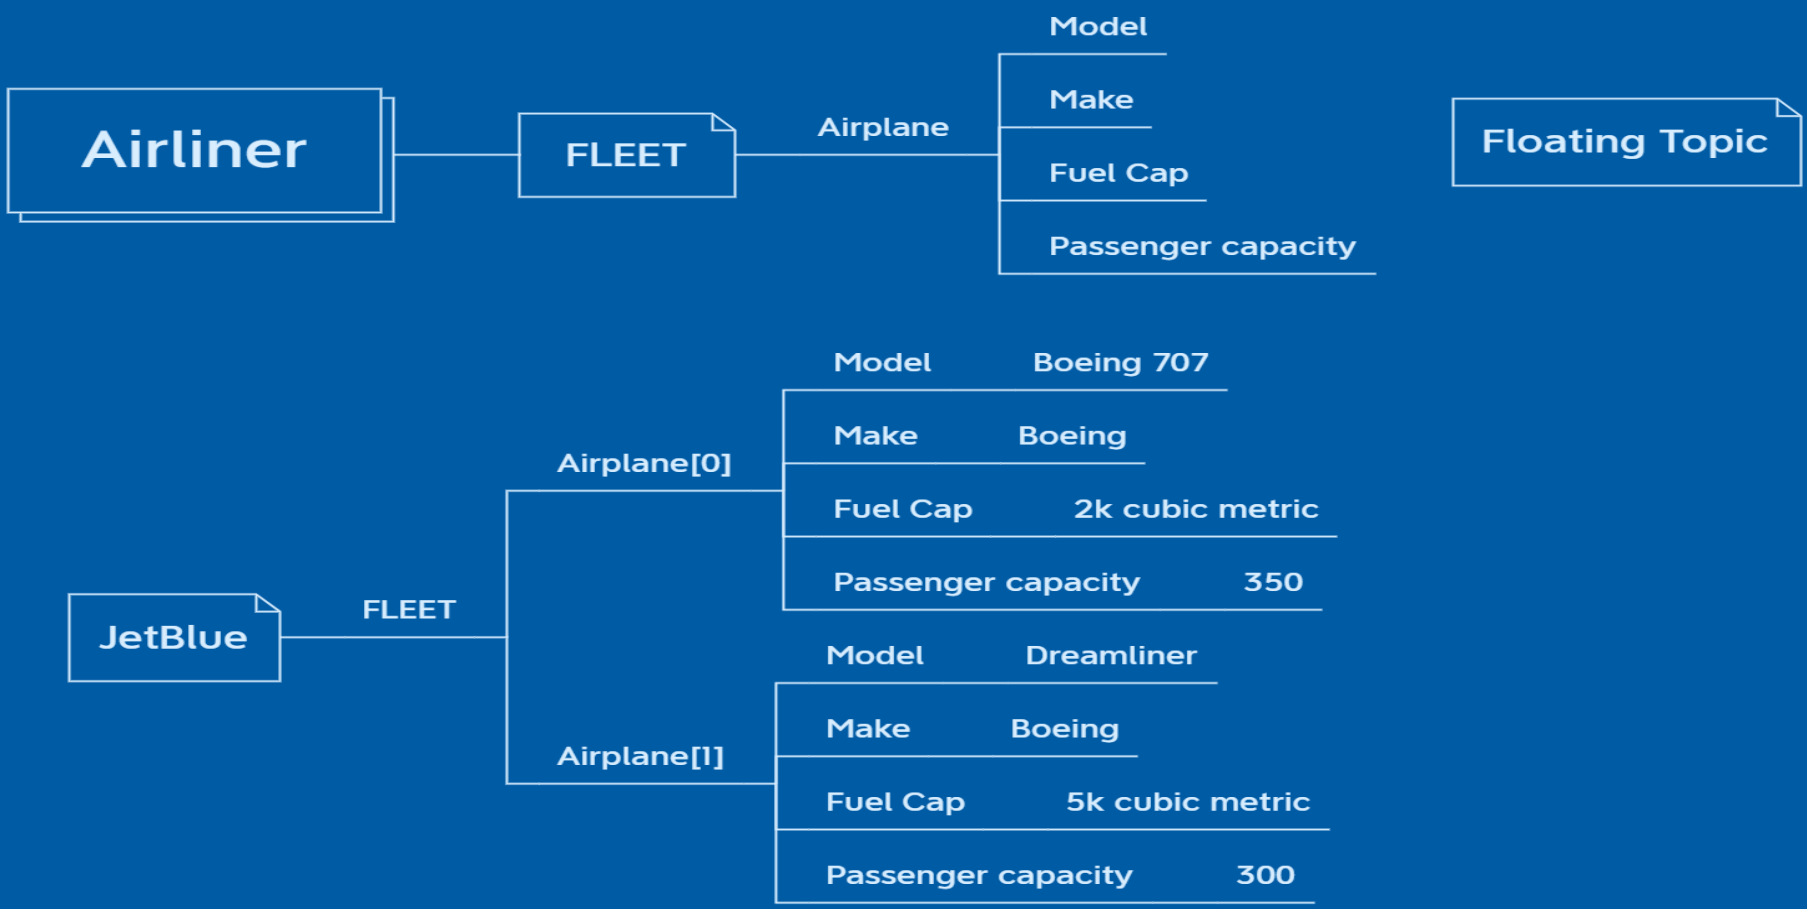 Airliner
FLEET
Airplane
Model
Make
Fuel Cap
Passenger capacity
Floating Topic
JetBlue
FLEET
Airplane[0]
Model Boeing 707
Make Boeing
Fuel Cap 2k cubic metric
Passenger capacity 350
Airplane[1]
Model Dreamliner
Make Boeing
Fuel Cap 5k cubic metric
Passenger capacity 300